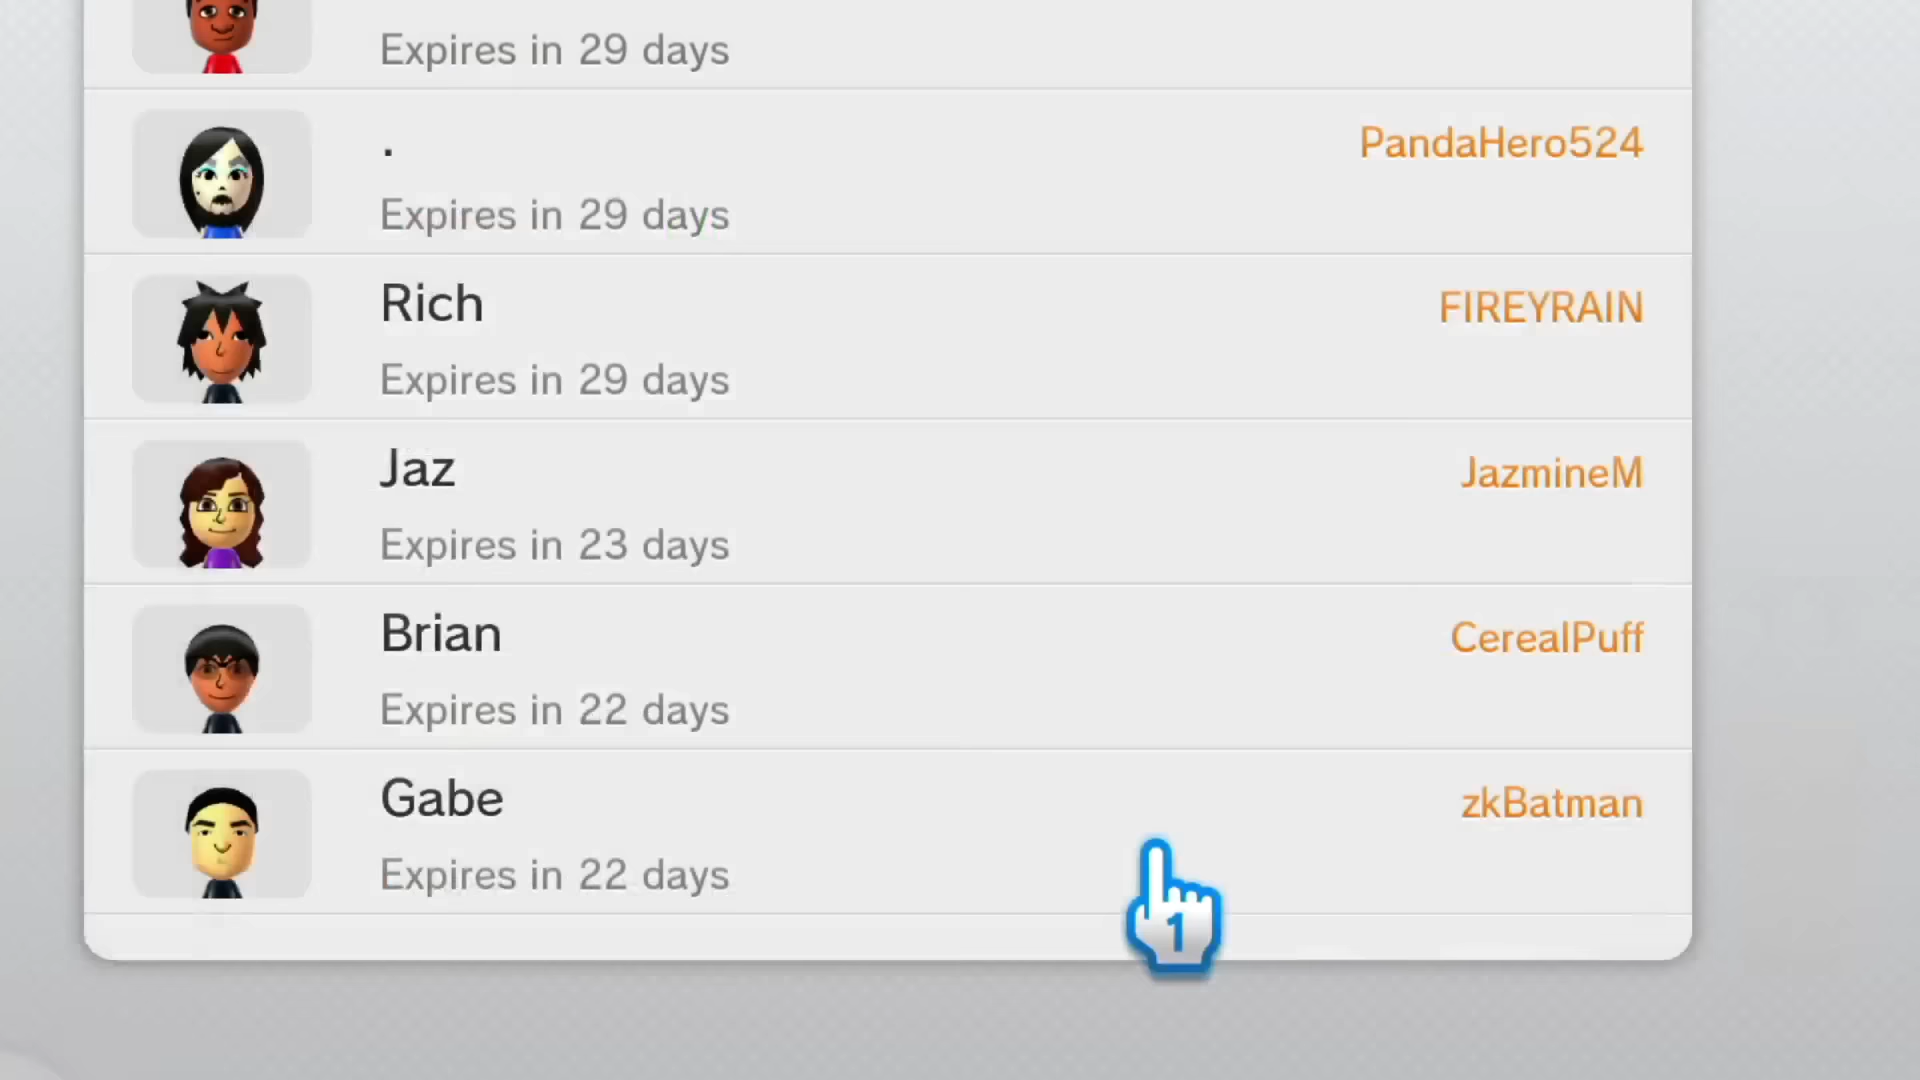 Expires in 29 days
. PandaHero524
Expires in 29 days
Rich FIREYRAIN
Expires in 29 days
Jaz JazmineM
Expires in 23 days
Brian CerealPuff
Expires in 22 days
Gabe zkBatman
Expires in 22 days
1